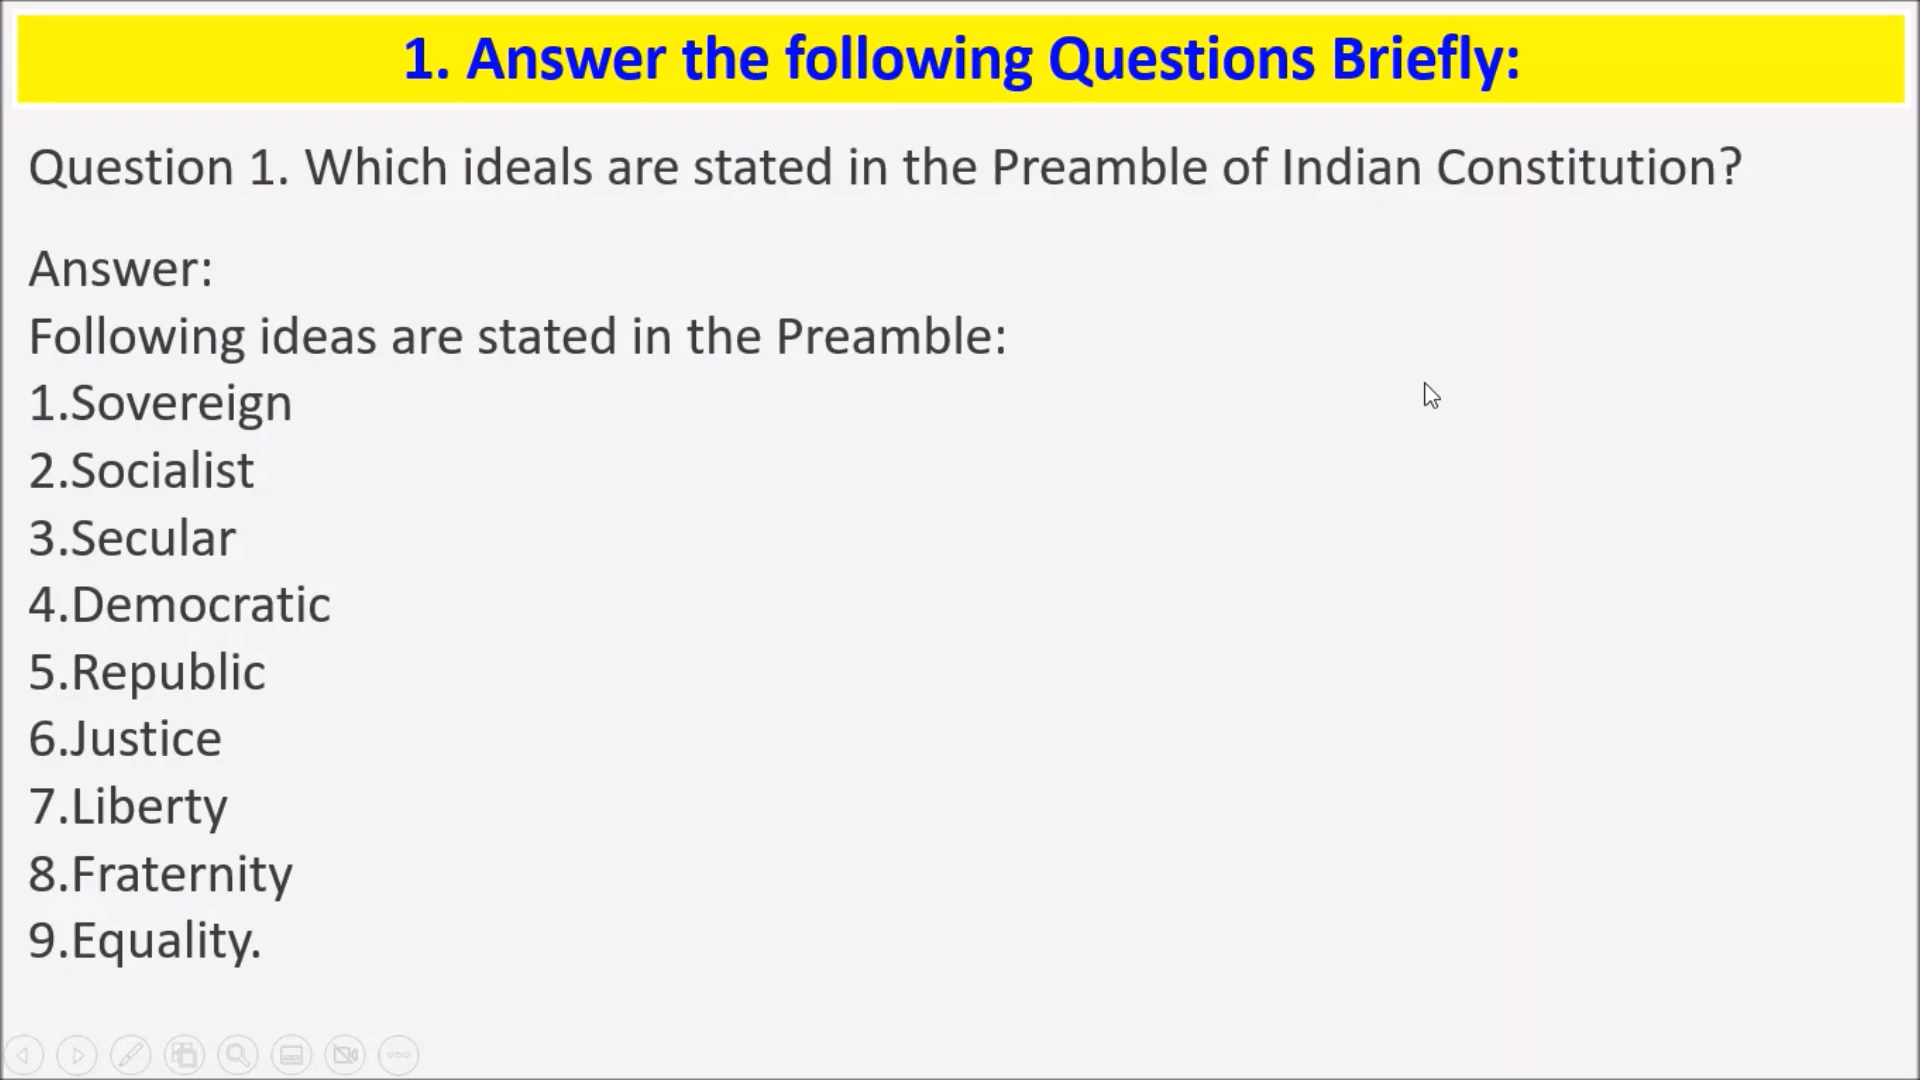 1. Answer the following Questions Briefly:
Question 1. Which ideals are stated in the Preamble of Indian Constitution?
Answer:
Following ideas are stated in the Preamble:
1.Sovereign
2.Socialist
3.Secular
4.Democratic
5.Republic
6.Justice
7.Liberty
8.Fraternity
9.Equality.